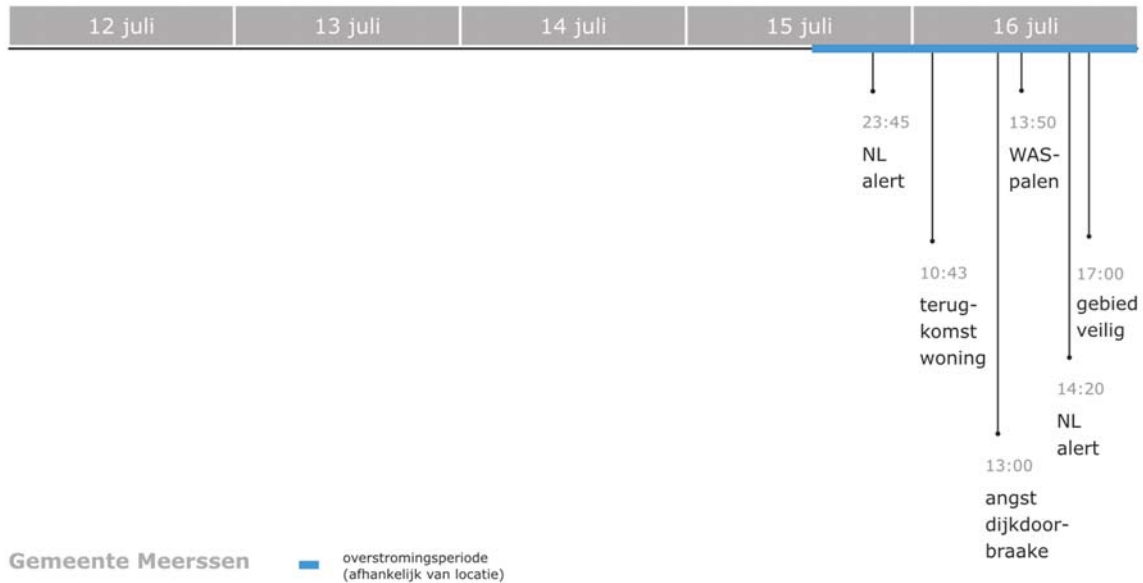 12 juli
13 juli
14 juli
15 juli
16 juli
23:45
NL
alert
10:43
terug-
komst
woning
13:00
angst
dijkdoor-
braake
13:50
WAS-
palen
14:20
NL
alert
17:00
gebied
veilig
Gemeente Meerssen
overstromingsperiode
(afhankelijk van locatie)